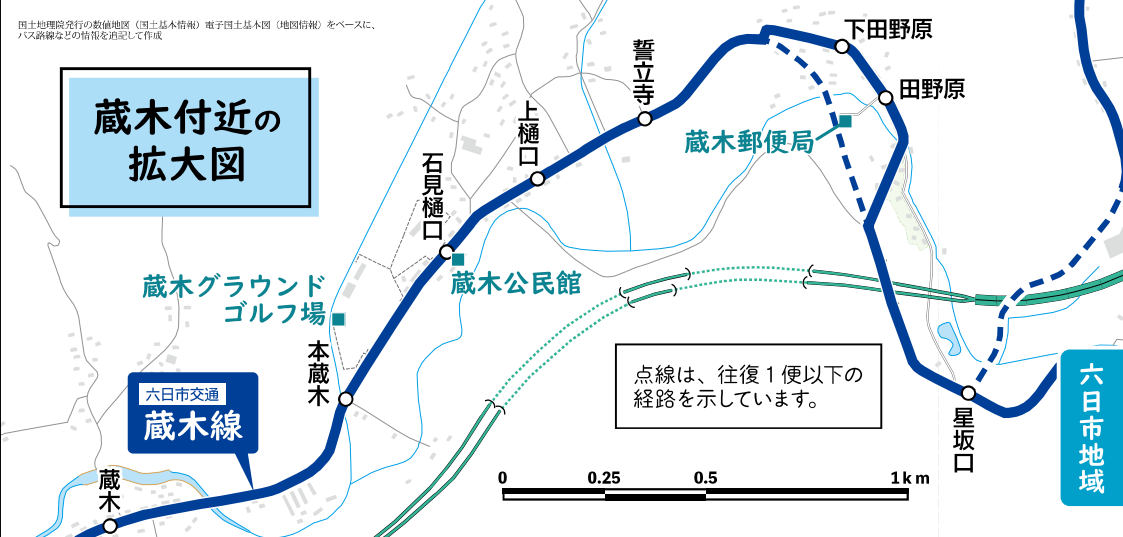 国土地理院発行の数値地図（国土基本情報）電子国土基本図（地図情報）をベースに、
バス路線などの情報を追記して作成
蔵木付近の
拡大図
下田野原
田野原
誓立寺
蔵木郵便局
上樋口
石見樋口
蔵木公民館
蔵木グラウンド
ゴルフ場
本蔵木
六日市交通
蔵木線
蔵木
点線は、往復１便以下の
経路を示しています。
六日市地域
星坂口
0 0.25 0.5 1km